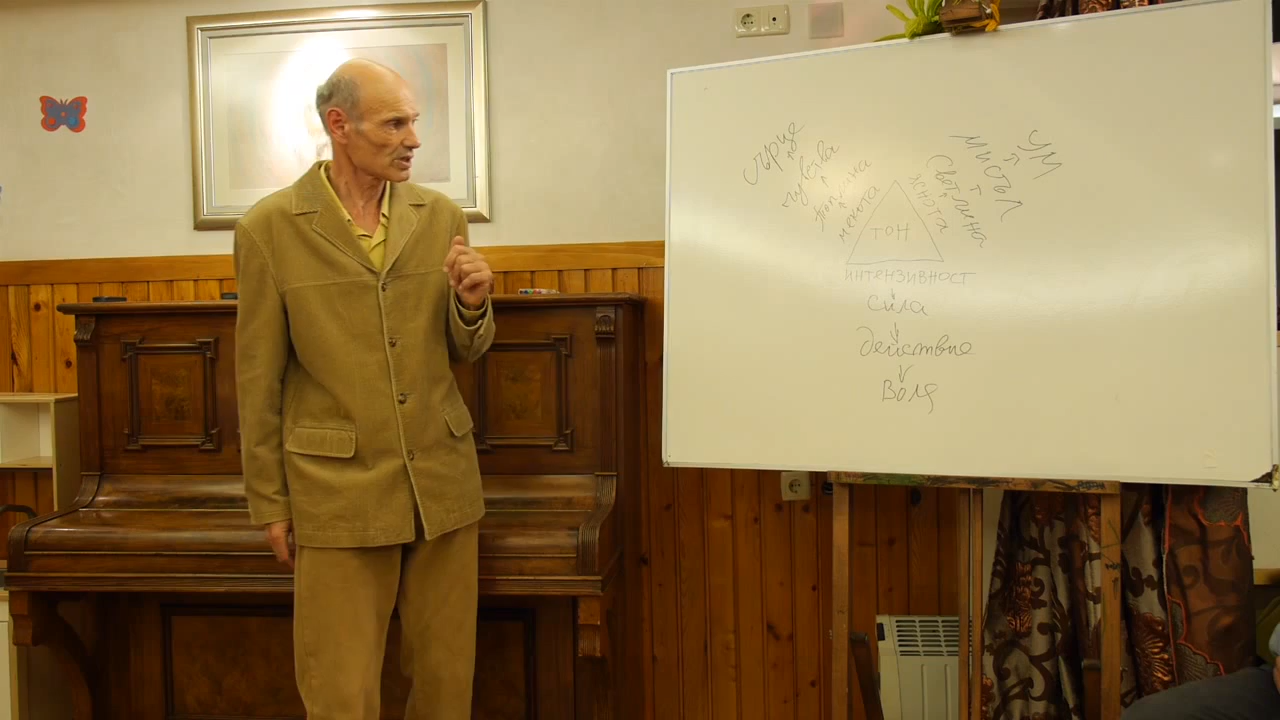 сърце
чувства
топлина
мекота
ум
мисъл
светлина
яснота
тон
интензивност
сила
действие
воля